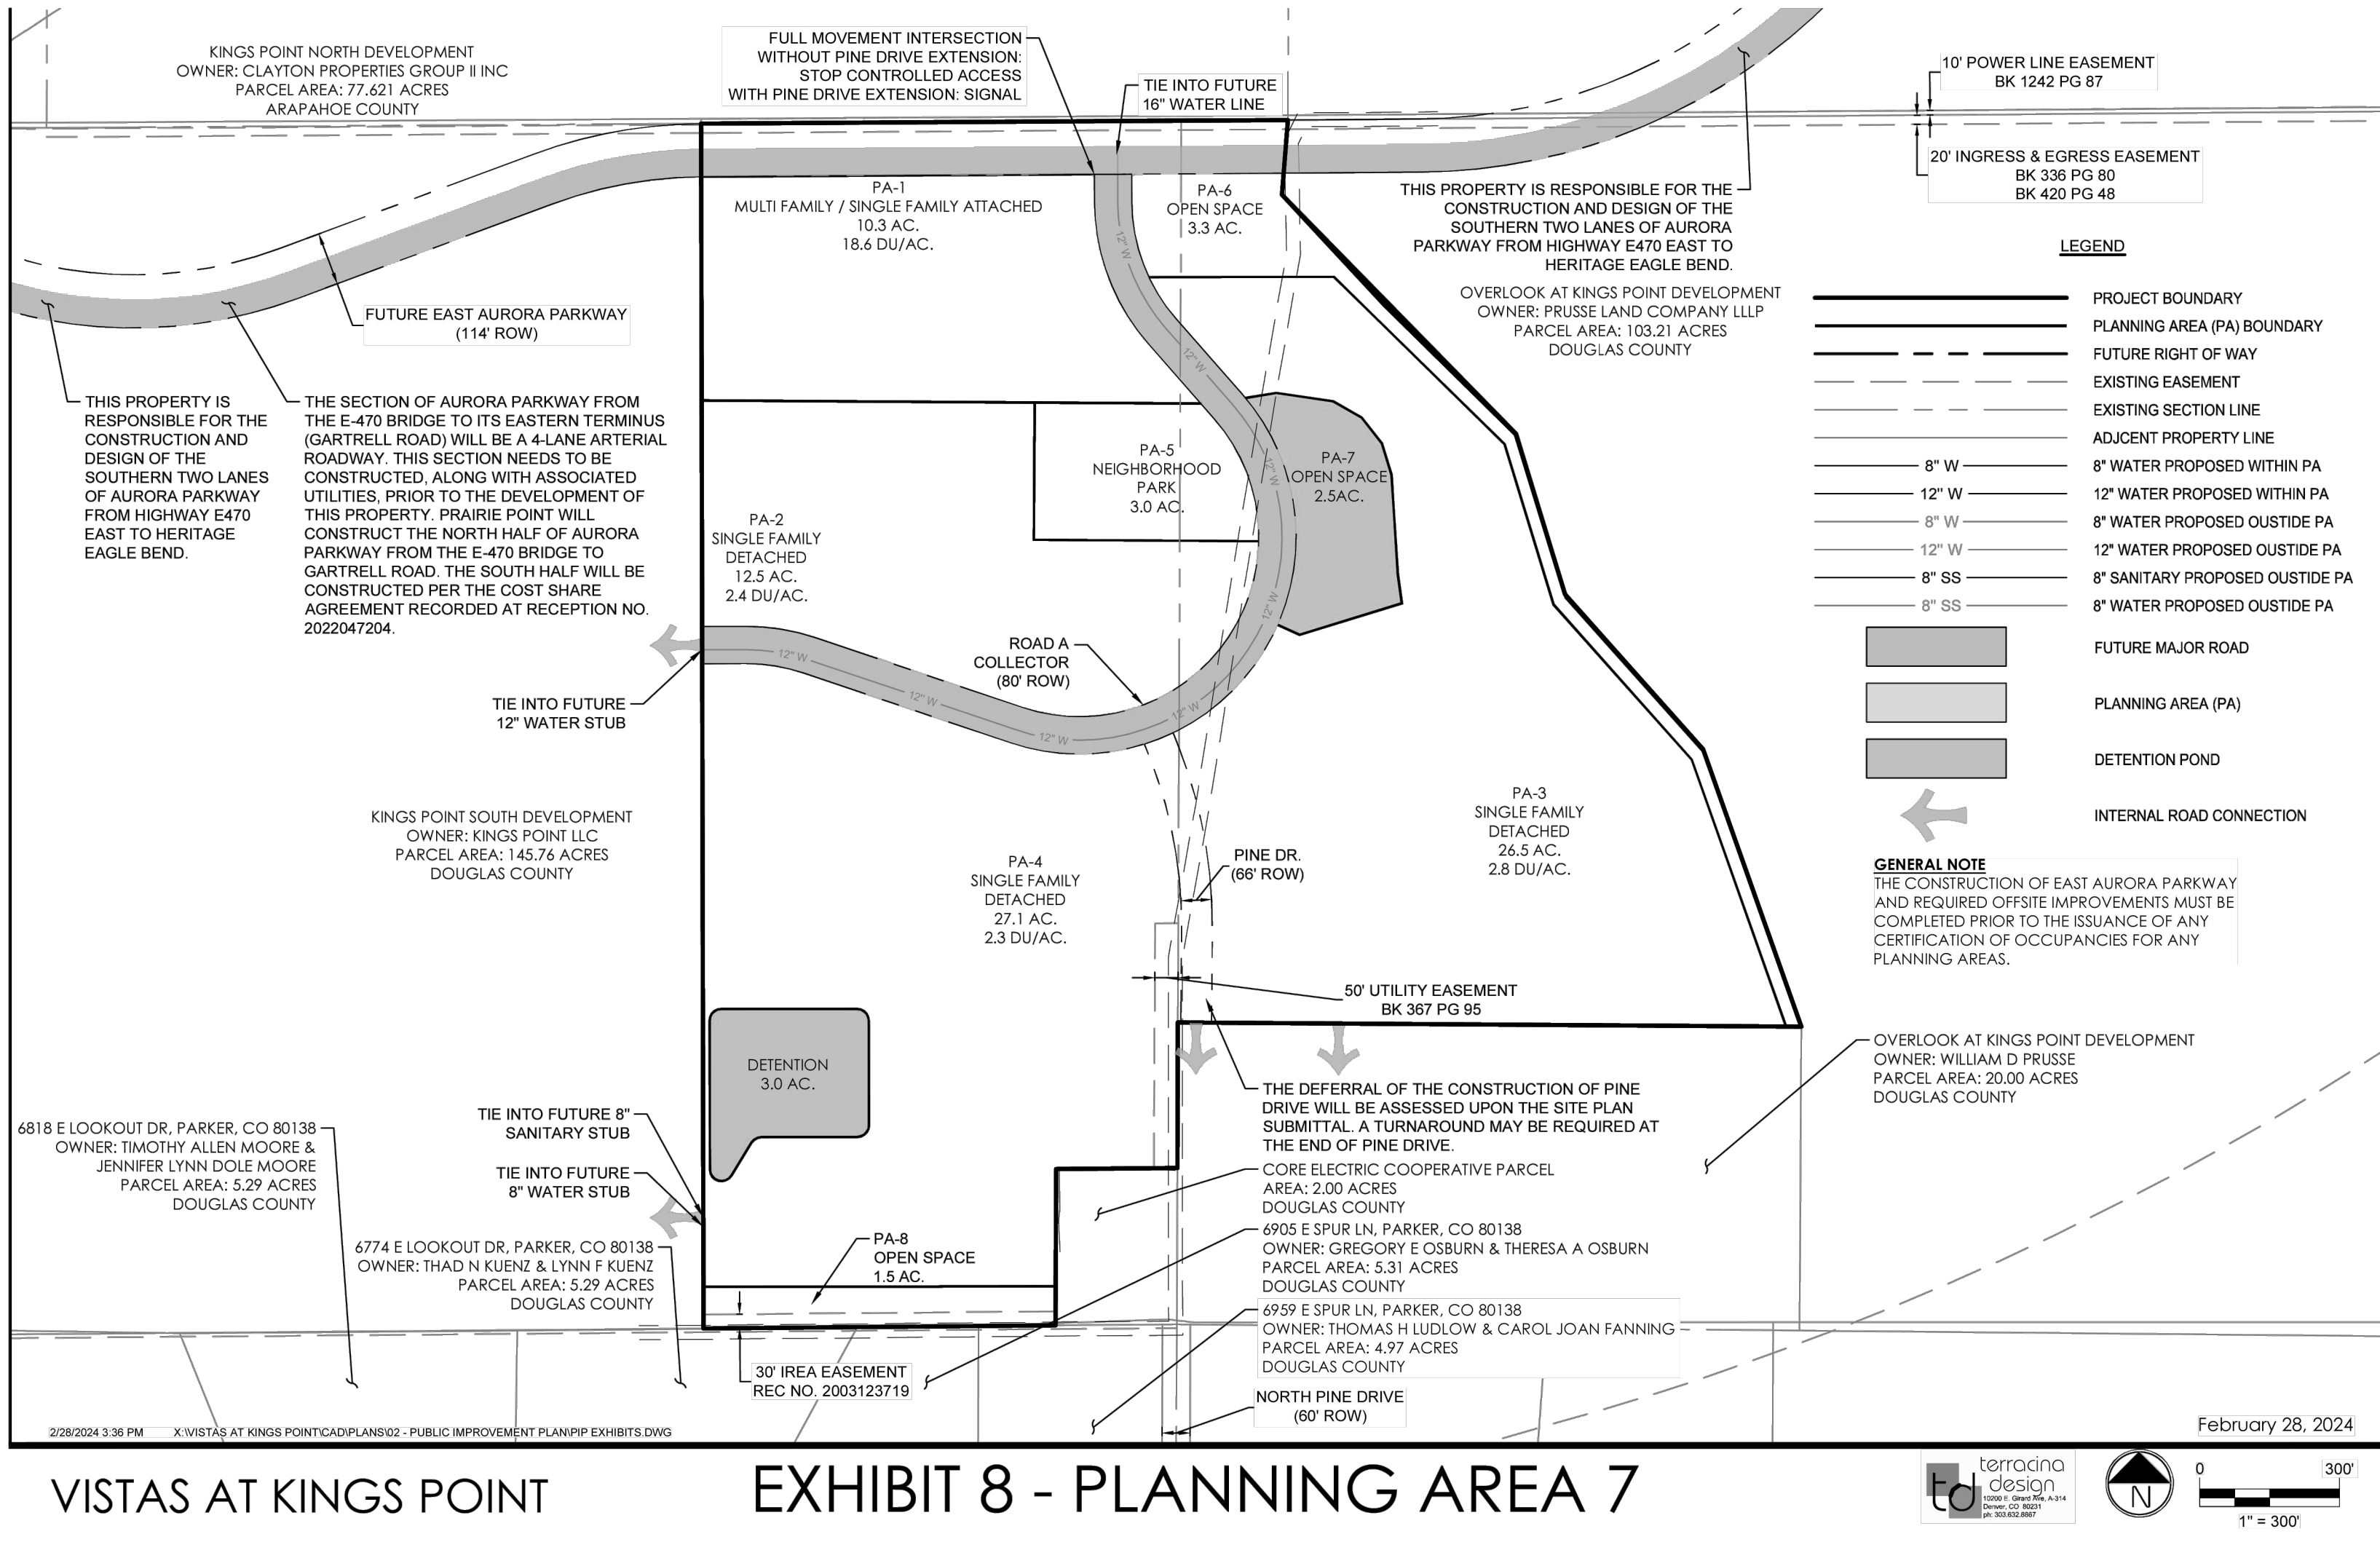 KINGS POINT NORTH DEVELOPMENT
OWNER: CLAYTON PROPERTIES GROUP II INC
PARCEL AREA: 77.621 ACRES
ARAPAHOE COUNTY
FULL MOVEMENT INTERSECTION
WITHOUT PINE DRIVE EXTENSION:
STOP CONTROLLED ACCESS
WITH PINE DRIVE EXTENSION: SIGNAL
TIE INTO FUTURE
16" WATER LINE
10' POWER LINE EASEMENT
BK 1242 PG 87
20' INGRESS & EGRESS EASEMENT
BK 336 PG 80
BK 420 PG 48
PA-1
MULTI FAMILY / SINGLE FAMILY ATTACHED
10.3 AC.
18.6 DU/AC.
PA-6
OPEN SPACE
3.3 AC.
THIS PROPERTY IS RESPONSIBLE FOR THE
CONSTRUCTION AND DESIGN OF THE
SOUTHERN TWO LANES OF AURORA
PARKWAY FROM HIGHWAY E470 EAST TO
HERITAGE EAGLE BEND.
OVERLOOK AT KINGS POINT DEVELOPMENT
OWNER: PRUSSE LAND COMPANY LLLP
PARCEL AREA: 103.21 ACRES
DOUGLAS COUNTY
FUTURE EAST AURORA PARKWAY
(114' ROW)
THIS PROPERTY IS
RESPONSIBLE FOR THE
CONSTRUCTION AND
DESIGN OF THE
SOUTHERN TWO LANES
OF AURORA PARKWAY
FROM HIGHWAY E470
EAST TO HERITAGE
EAGLE BEND.
THE SECTION OF AURORA PARKWAY FROM
THE E-470 BRIDGE TO ITS EASTERN TERMINUS
(GARTRELL ROAD) WILL BE A 4-LANE ARTERIAL
ROADWAY. THIS SECTION NEEDS TO BE
CONSTRUCTED, ALONG WITH ASSOCIATED
UTILITIES, PRIOR TO THE DEVELOPMENT OF
THIS PROPERTY. PRAIRIE POINT WILL
CONSTRUCT THE NORTH HALF OF AURORA
PARKWAY FROM THE E-470 BRIDGE TO
GARTRELL ROAD. THE SOUTH HALF WILL BE
CONSTRUCTED PER THE COST SHARE
AGREEMENT RECORDED AT RECEPTION NO.
2022047204.
12" W
12" W
12" W
12" W
12" W
12" W
12" W
12" W
PA-5
NEIGHBORHOOD
PARK
3.0 AC.
PA-7
OPEN SPACE
2.5AC.
PA-2
SINGLE FAMILY
DETACHED
12.5 AC.
2.4 DU/AC.
ROAD A
COLLECTOR
(80' ROW)
TIE INTO FUTURE
12" WATER STUB
KINGS POINT SOUTH DEVELOPMENT
OWNER: KINGS POINT LLC
PARCEL AREA: 145.76 ACRES
DOUGLAS COUNTY
PA-4
SINGLE FAMILY
DETACHED
27.1 AC.
2.3 DU/AC.
PINE DR.
(66' ROW)
PA-3
SINGLE FAMILY
DETACHED
26.5 AC.
2.8 DU/AC.
50' UTILITY EASEMENT
BK 367 PG 95
DETENTION
3.0 AC.
LEGEND
PROJECT BOUNDARY
PLANNING AREA (PA) BOUNDARY
FUTURE RIGHT OF WAY
EXISTING EASEMENT
EXISTING SECTION LINE
ADJCENT PROPERTY LINE
8" W 8" WATER PROPOSED WITHIN PA
12" W 12" WATER PROPOSED WITHIN PA
8" W 8" WATER PROPOSED OUSTIDE PA
12" W 12" WATER PROPOSED OUSTIDE PA
8" SS 8" SANITARY PROPOSED OUSTIDE PA
8" SS 8" WATER PROPOSED OUSTIDE PA
FUTURE MAJOR ROAD
PLANNING AREA (PA)
DETENTION POND
INTERNAL ROAD CONNECTION
GENERAL NOTE
THE CONSTRUCTION OF EAST AURORA PARKWAY
AND REQUIRED OFFSITE IMPROVEMENTS MUST BE
COMPLETED PRIOR TO THE ISSUANCE OF ANY
CERTIFICATION OF OCCUPANCIES FOR ANY
PLANNING AREAS.
OVERLOOK AT KINGS POINT DEVELOPMENT
OWNER: WILLIAM D PRUSSE
PARCEL AREA: 20.00 ACRES
DOUGLAS COUNTY
THE DEFERRAL OF THE CONSTRUCTION OF PINE
DRIVE WILL BE ASSESSED UPON THE SITE PLAN
SUBMITTAL. A TURNAROUND MAY BE REQUIRED AT
THE END OF PINE DRIVE.
CORE ELECTRIC COOPERATIVE PARCEL
AREA: 2.00 ACRES
DOUGLAS COUNTY
6905 E SPUR LN, PARKER, CO 80138
OWNER: GREGORY E OSBURN & THERESA A OSBURN
PARCEL AREA: 5.31 ACRES
DOUGLAS COUNTY
6959 E SPUR LN, PARKER, CO 80138
OWNER: THOMAS H LUDLOW & CAROL JOAN FANNING
PARCEL AREA: 4.97 ACRES
DOUGLAS COUNTY
NORTH PINE DRIVE
(60' ROW)
6818 E LOOKOUT DR, PARKER, CO 80138
OWNER: TIMOTHY ALLEN MOORE &
JENNIFER LYNN DOLE MOORE
PARCEL AREA: 5.29 ACRES
DOUGLAS COUNTY
TIE INTO FUTURE 8"
SANITARY STUB
TIE INTO FUTURE
8" WATER STUB
6774 E LOOKOUT DR, PARKER, CO 80138
OWNER: THAD N KUENZ & LYNN F KUENZ
PARCEL AREA: 5.29 ACRES
DOUGLAS COUNTY
PA-8
OPEN SPACE
1.5 AC.
30' IREA EASEMENT
REC NO. 2003123719
2/28/2024 3:36 PM X:\VISTAS AT KINGS POINT\CAD\PLANS\02 - PUBLIC IMPROVEMENT PLAN\PIP EXHIBITS.DWG
February 28, 2024
VISTAS AT KINGS POINT
EXHIBIT 8 - PLANNING AREA 7
td
terracina
design
10200 E. Girard Ave, A-314
Denver, CO 80231
ph: 303.632.8867
N
0 300'
1" = 300'